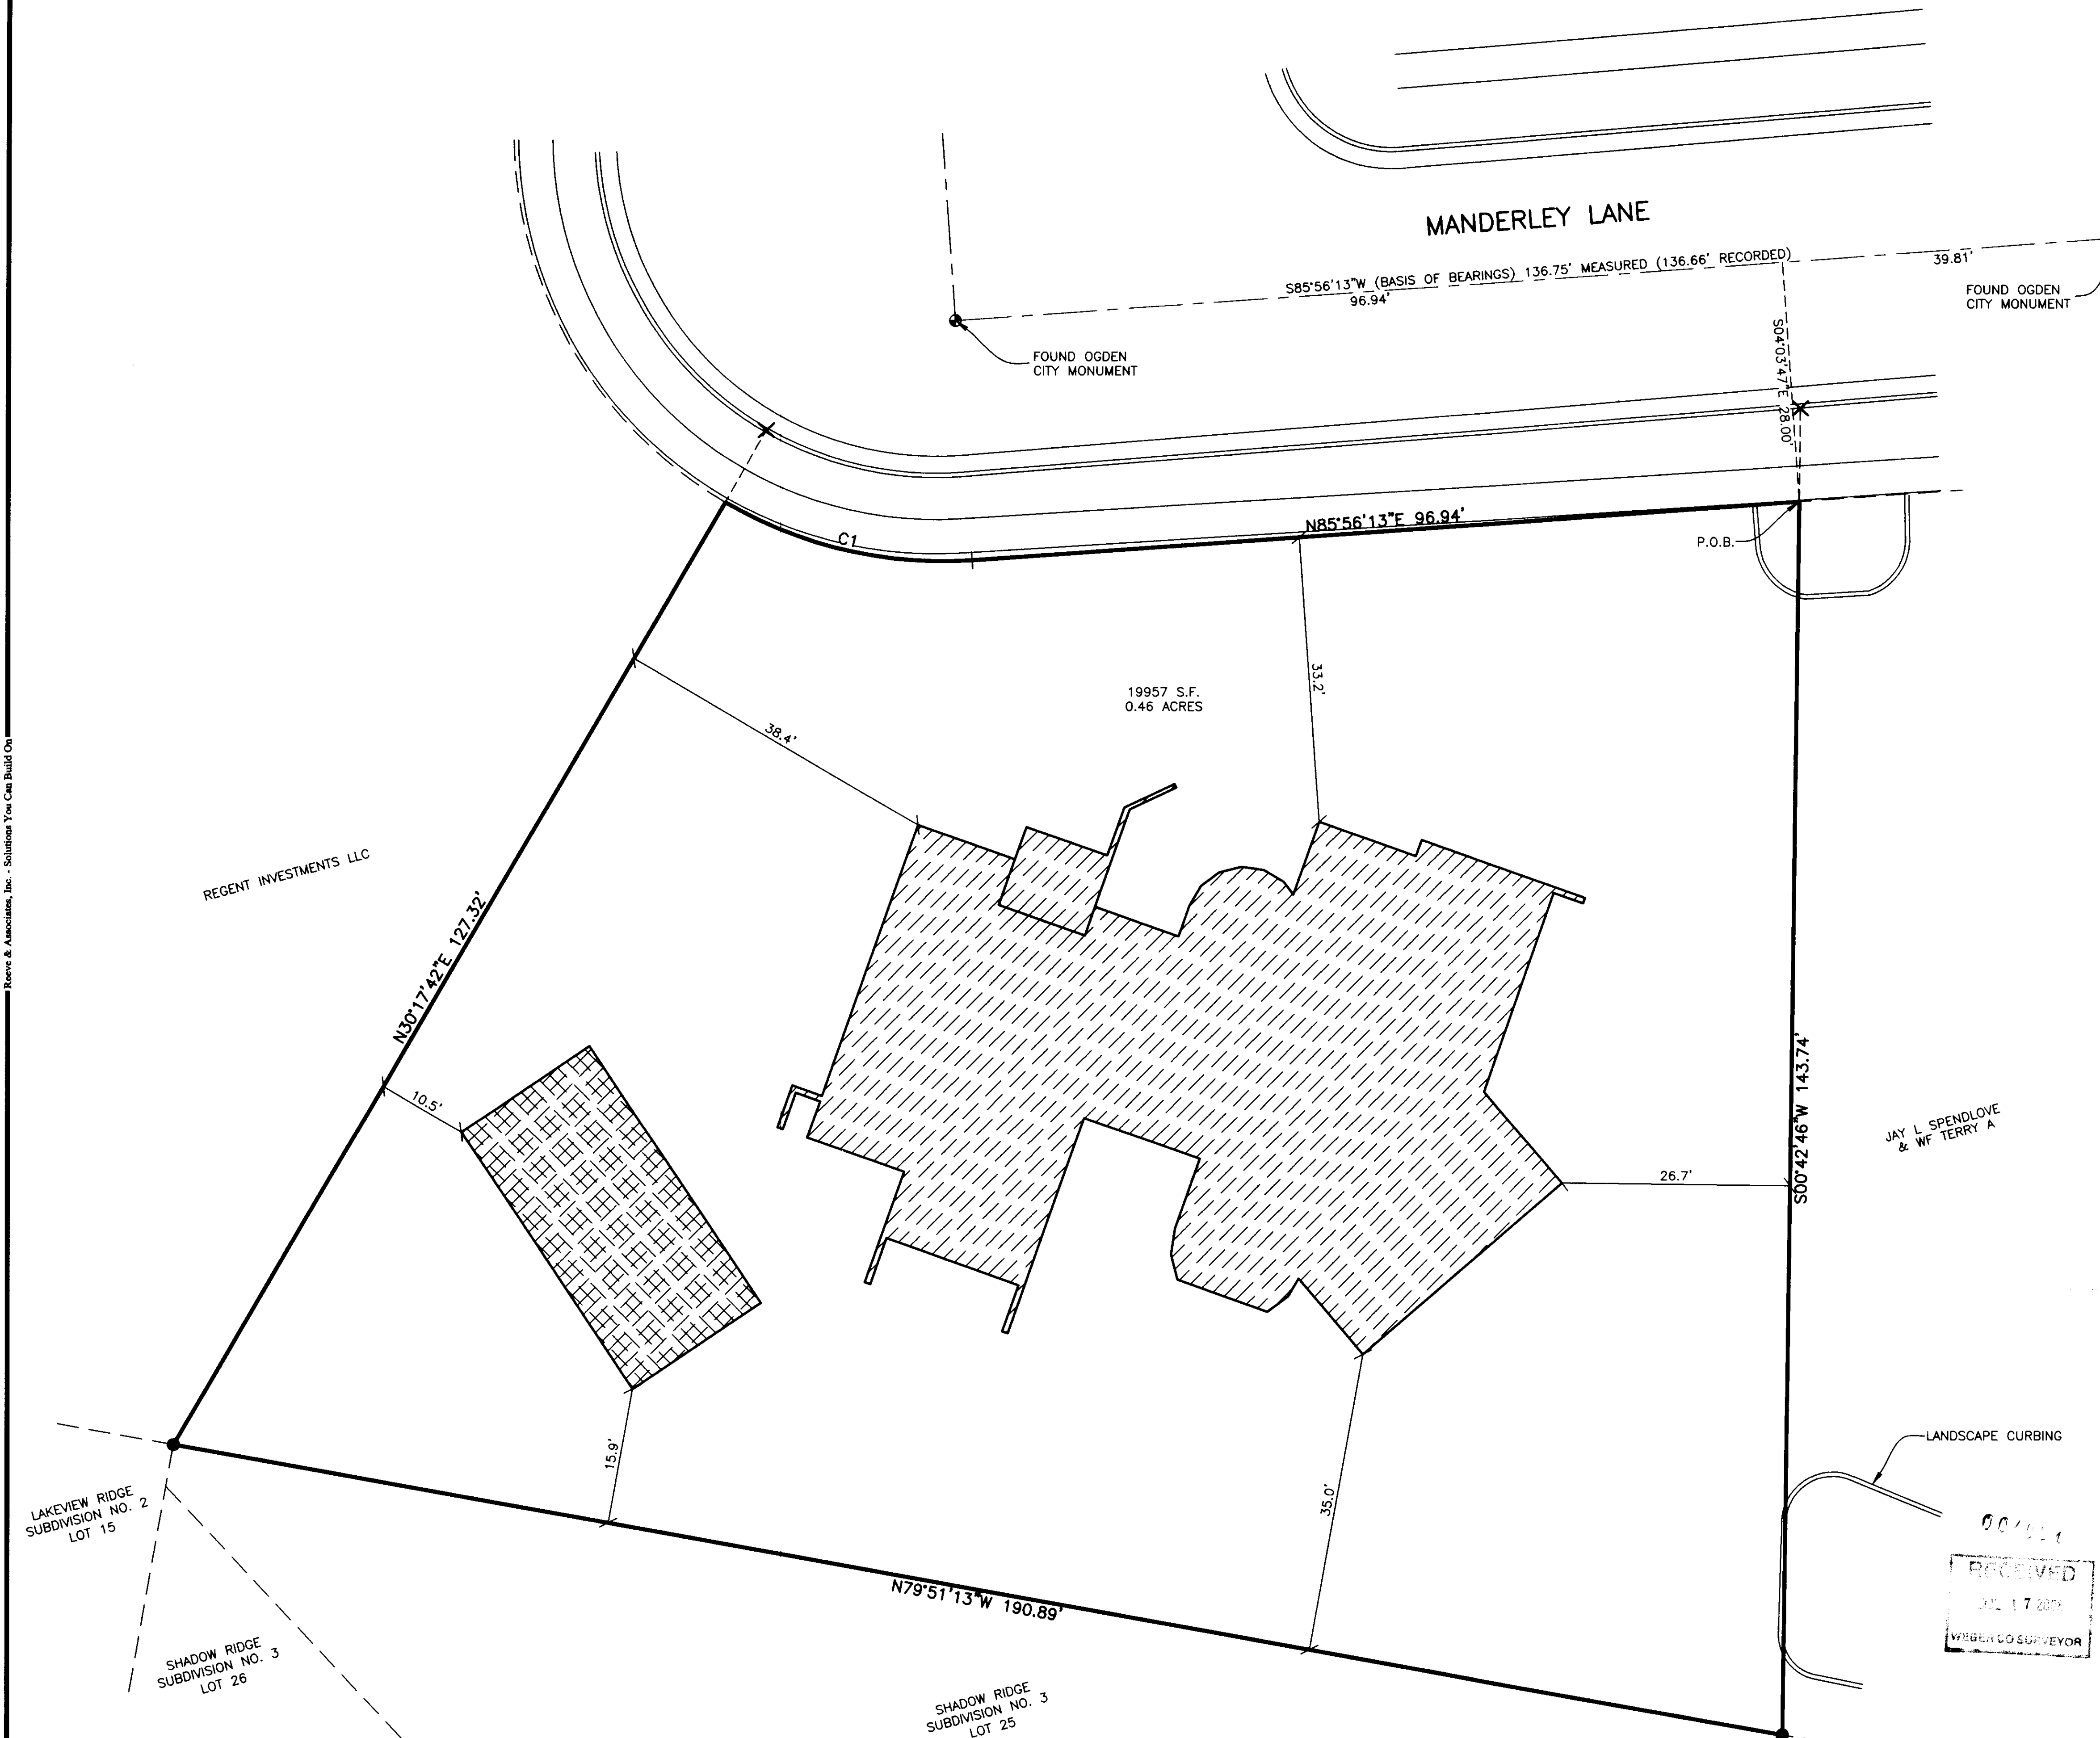 MANDERLEY LANE
S85°56'13"W (BASIS OF BEARINGS) 136.75' MEASURED (136.66' RECORDED)
96.94'
39.81'
FOUND OGDEN
CITY MONUMENT
FOUND OGDEN
CITY MONUMENT
S04°03'47"E 28.00'
N85°56'13"E 96.94'
C1
P.O.B.
33.2'
19957 S.F.
0.46 ACRES
38.4'
Reeve & Associates, Inc. - Solutions You Can Build On
REGENT INVESTMENTS LLC
N30°17'42"E 127.32'
10.5'
S00°42'46"W 143.74'
JAY L SPENDLOVE
& WF TERRY A
26.7'
LANDSCAPE CURBING
15.9'
35.0'
LAKEVIEW RIDGE
SUBDIVISION NO. 2
LOT 15
N79°51'13"W 190.89'
RECEIVED
17
WEBER CO SURVEYOR
SHADOW RIDGE
SUBDIVISION NO. 3
LOT 26
SHADOW RIDGE
SUBDIVISION NO. 3
LOT 25